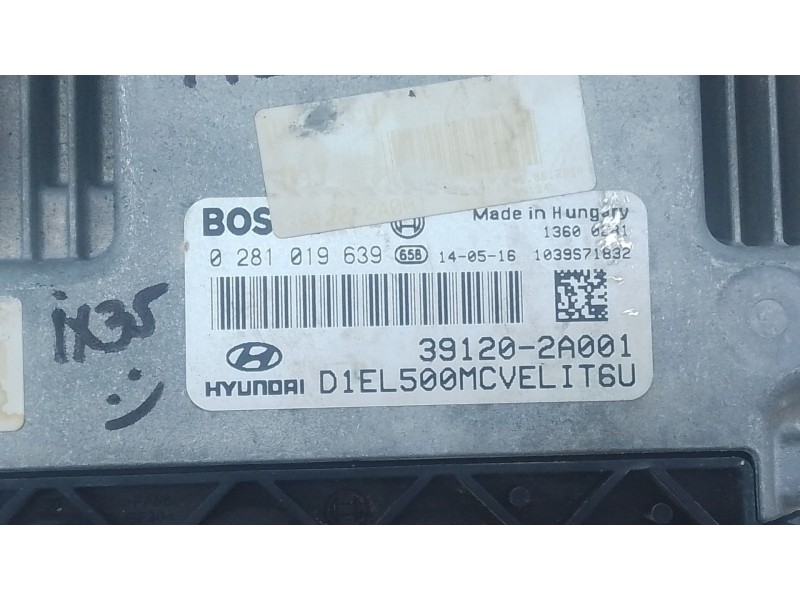 BOS
Made in Hungary
1360 0241
0 281 019 639 658 14-05-16 1039S71832
39120-2A001
HYUNDAI D1EL500MCVELIT6U
ix35